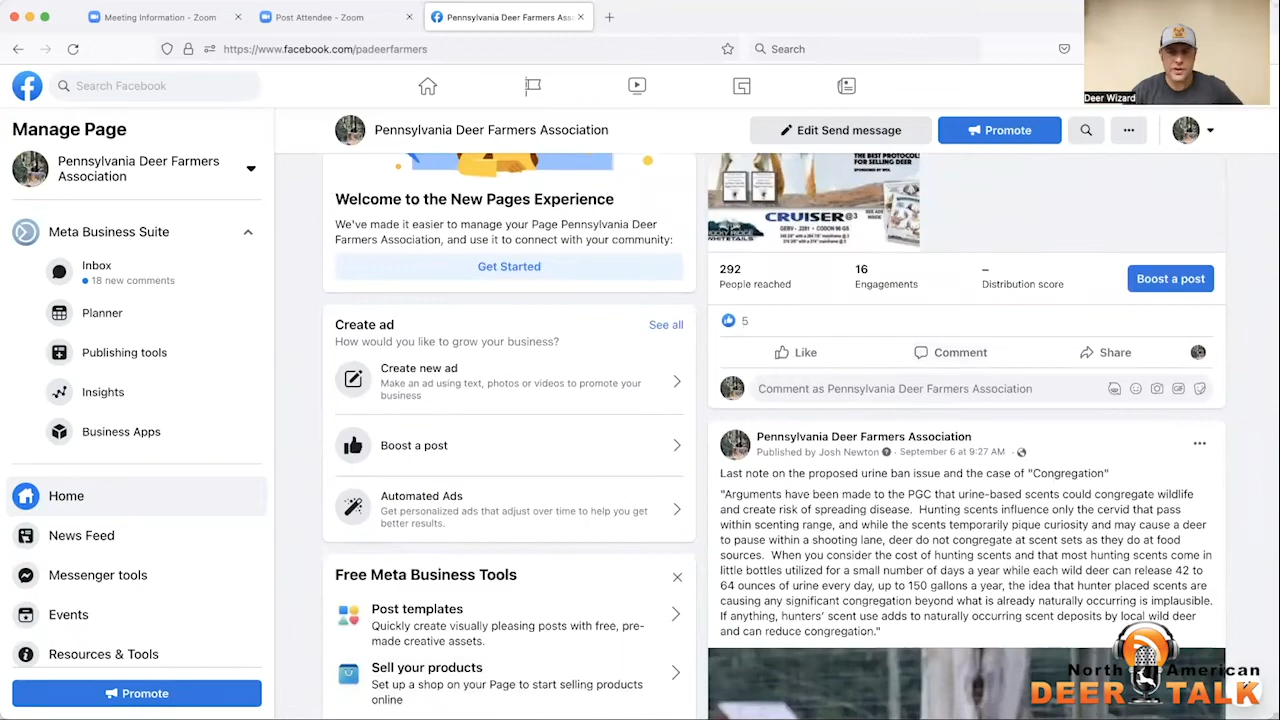 Meeting Information - Zoom
Post Attendee - Zoom
Pennsylvania Deer Farmers Ass
https://www.facebook.com/padeerfarmers
Search
Deer Wizard
Search Facebook
Manage Page
Pennsylvania Deer Farmers
Association
Meta Business Suite
Inbox
18 new comments
Planner
Publishing tools
Insights
Business Apps
Home
News Feed
Messenger tools
Events
Resources & Tools
Promote
Pennsylvania Deer Farmers Association
Edit Send message
Promote
Welcome to the New Pages Experience
We've made it easier to manage your Page Pennsylvania Deer
Farmers Association, and use it to connect with your community:
Get Started
Create ad
See all
How would you like to grow your business?
Create new ad
Make an ad using text, photos or videos to promote your
business
Boost a post
Automated Ads
Get personalized ads that adjust over time to help you get
better results.
Free Meta Business Tools
Post templates
Quickly create visually pleasing posts with free, pre-
made creative assets.
Sell your products
Set up a shop on your Page to start selling products
online
THE BEST PROTOCOL
FOR SELLING DEER
CRUISER@3
WHITETAILS
292
People reached
16
Engagements
–
Distribution score
Boost a post
5
Like
Comment
Share
Comment as Pennsylvania Deer Farmers Association
GIF
Pennsylvania Deer Farmers Association
Published by Josh Newton · September 6 at 9:27 AM ·
Last note on the proposed urine ban issue and the case of "Congregation"
"Arguments have been made to the PGC that urine-based scents could congregate wildlife
and create risk of spreading disease. Hunting scents influence only the cervid that pass
within scenting range, and while the scents temporarily pique curiosity and may cause a deer
to pause within a shooting lane, deer do not congregate at scent sets as they do at food
sources. When you consider the cost of hunting scents and that most hunting scents come in
little bottles utilized for a small number of days a year while each wild deer can release 42 to
64 ounces of urine every day, up to 150 gallons a year, the idea that hunter placed scents are
causing any significant congregation beyond what is already naturally occurring is implausible.
If anything, hunters' scent use adds to naturally occurring scent deposits by local wild deer
and can reduce congregation."
North American
DEER TALK